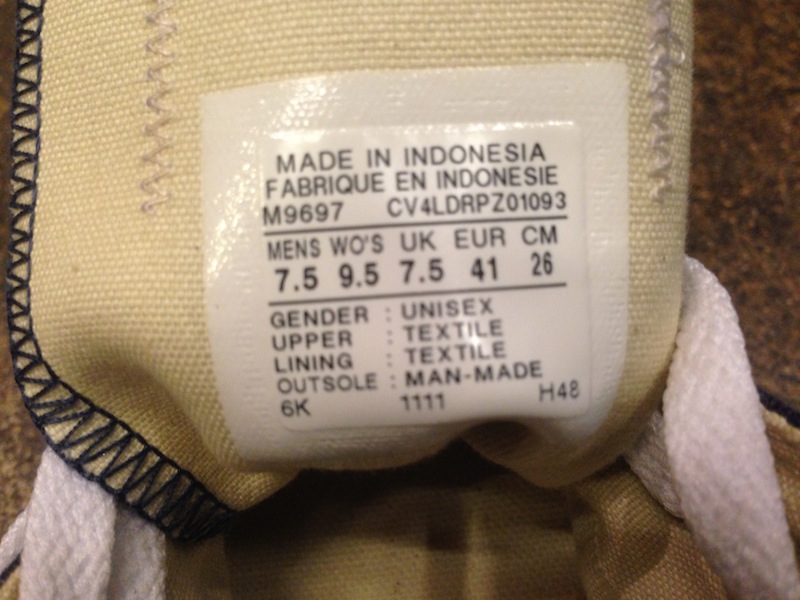 MADE IN INDONESIA
FABRIQUE EN INDONESIE
M9697 CV4LDRPZ01093
MENS WO'S UK EUR CM
7.5 9.5 7.5 41 26
GENDER : UNISEX
UPPER : TEXTILE
LINING : TEXTILE
OUTSOLE : MAN-MADE
6K 1111 H48